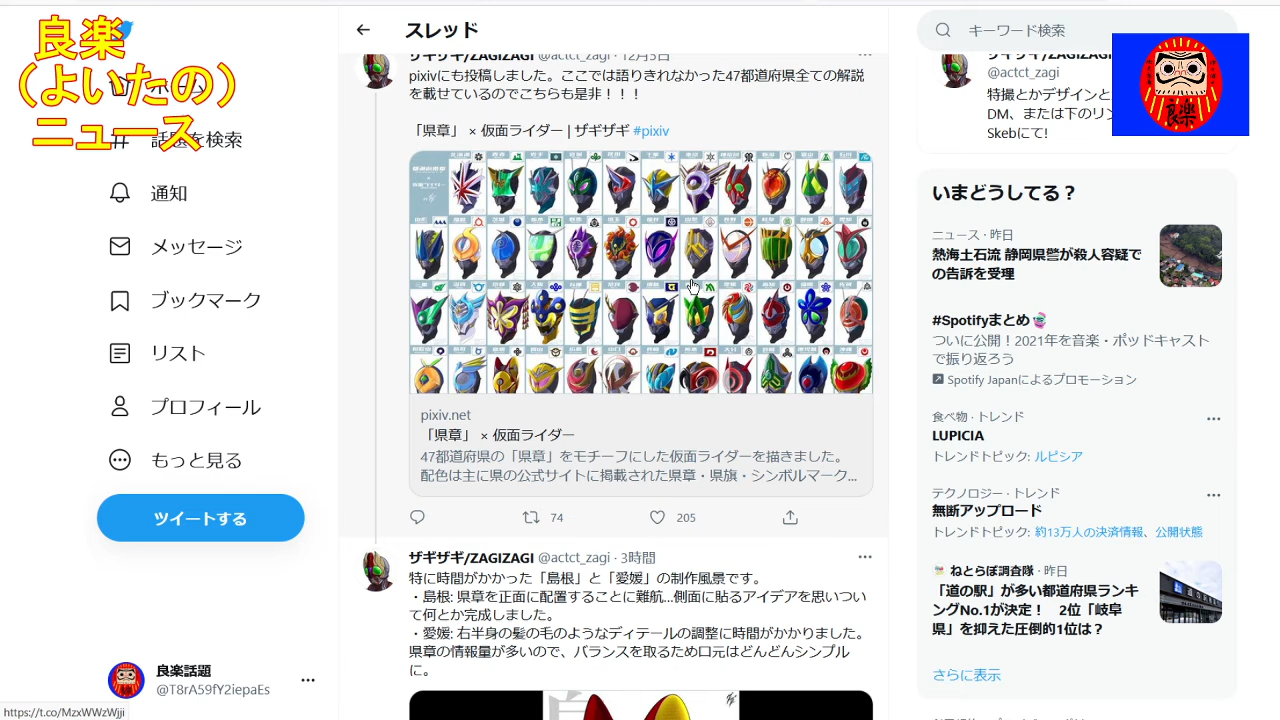 良楽
（よいたの）
ニュース
話題を検索
通知
メッセージ
ブックマーク
リスト
プロフィール
もっと見る
ツイートする
良楽話題
@T8rA59fY2iepaEs
https://t.co/MzxWWzWjji
スレッド
ザギザギ/ZAGIZAGI @actct_zagi · 12月5日
pixivにも投稿しました。ここでは語りきれなかった47都道府県全ての解説
を載せているのでこちらも是非！！！
「県章」 × 仮面ライダー | ザギザギ #pixiv
pixiv.net
「県章」 × 仮面ライダー
47都道府県の「県章」をモチーフにした仮面ライダーを描きました。
配色は主に県の公式サイトに掲載された県章・県旗・シンボルマーク...
74
205
ザギザギ/ZAGIZAGI @actct_zagi · 3時間
特に時間がかかった「島根」と「愛媛」の制作風景です。
・島根: 県章を正面に配置することに難航...側面に貼るアイデアを思いつい
て何とか完成しました。
・愛媛: 右半身の髪の毛のようなディテールの調整に時間がかかりました。
県章の情報量が多いので、バランスを取るため口元はどんどんシンプル
に。
キーワード検索
ザギザギ/ZAGIZAGI
@actct_zagi
特撮とかデザインと
DM、または下のリン
Skebにて!
良楽
いまどうしてる？
ニュース · 昨日
熱海土石流 静岡県警が殺人容疑で
の告訴を受理
#Spotifyまとめ
ついに公開！2021年を音楽・ポッドキャスト
で振り返ろう
Spotify Japanによるプロモーション
食べ物 · トレンド
LUPICIA
トレンドトピック: ルピシア
テクノロジー · トレンド
無断アップロード
トレンドトピック: 約13万人の決済情報、公開状態
ねとらぼ調査隊 · 昨日
「道の駅」が多い都道府県ランキ
ングNo.1が決定！ 2位「岐阜
県」を抑えた圧倒的1位は？
さらに表示